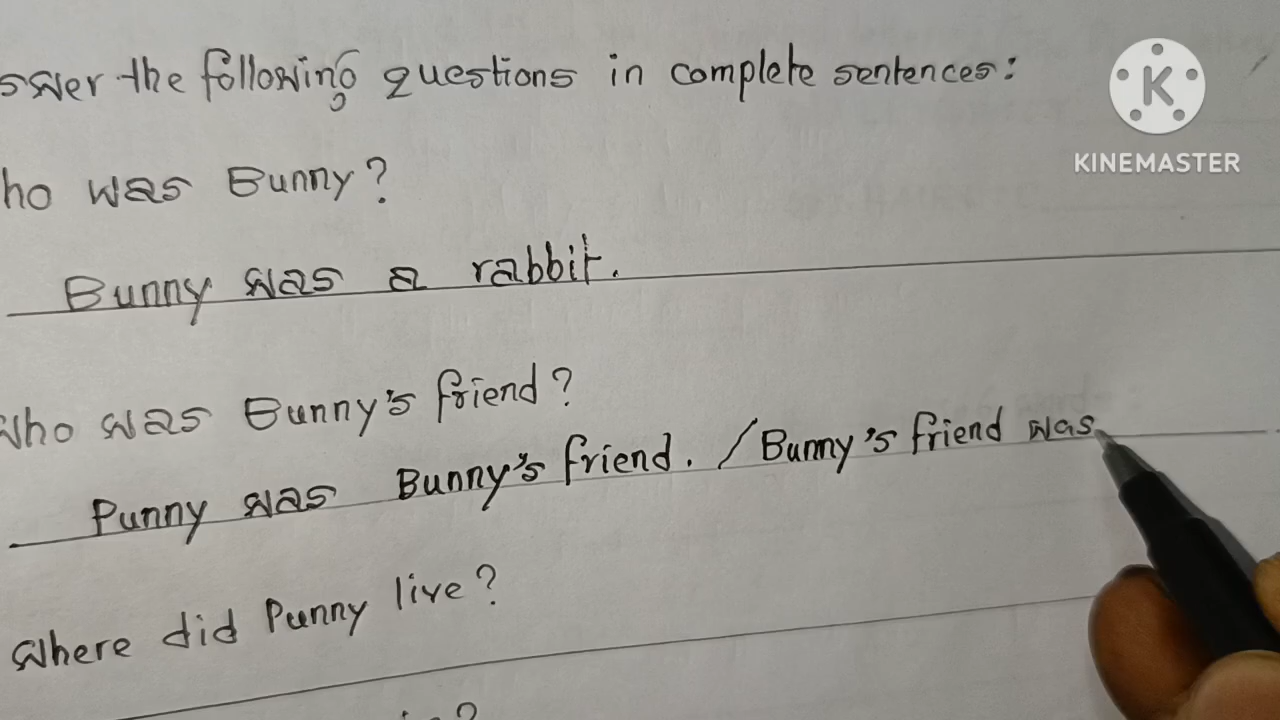 swer the following questions in complete sentences:
KINEMASTER
ho was Bunny?
Bunny was a rabbit.
Who was Bunny's friend?
Punny was Bunny's friend. / Bunny's friend was
Where did Punny live?